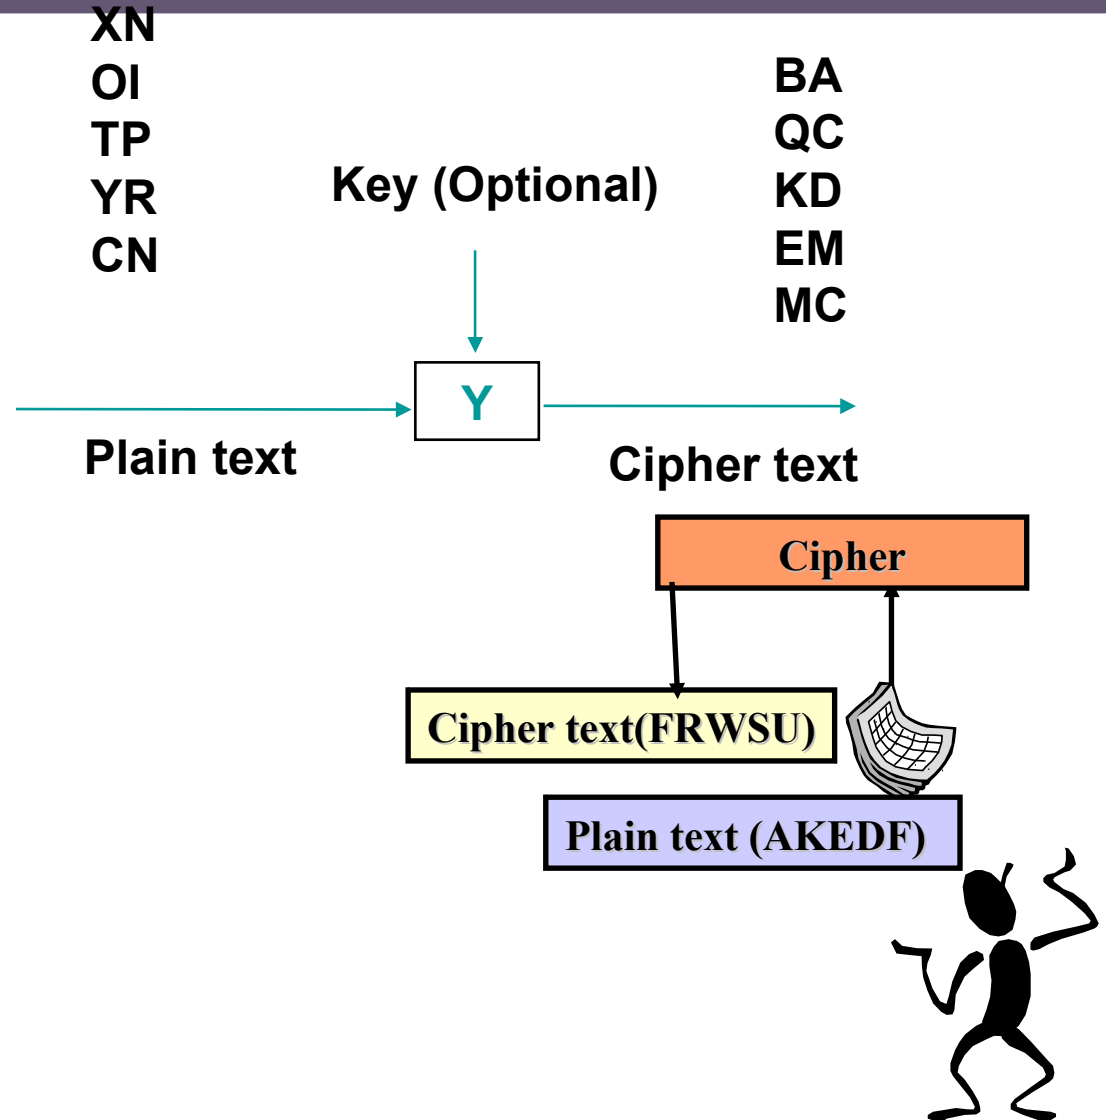 XN
OI
TP
YR
CN
Key (Optional)
BA
QC
KD
EM
MC
Y
Plain text
Cipher text
Cipher
Cipher text(FRWSU)
Plain text (AKEDF)